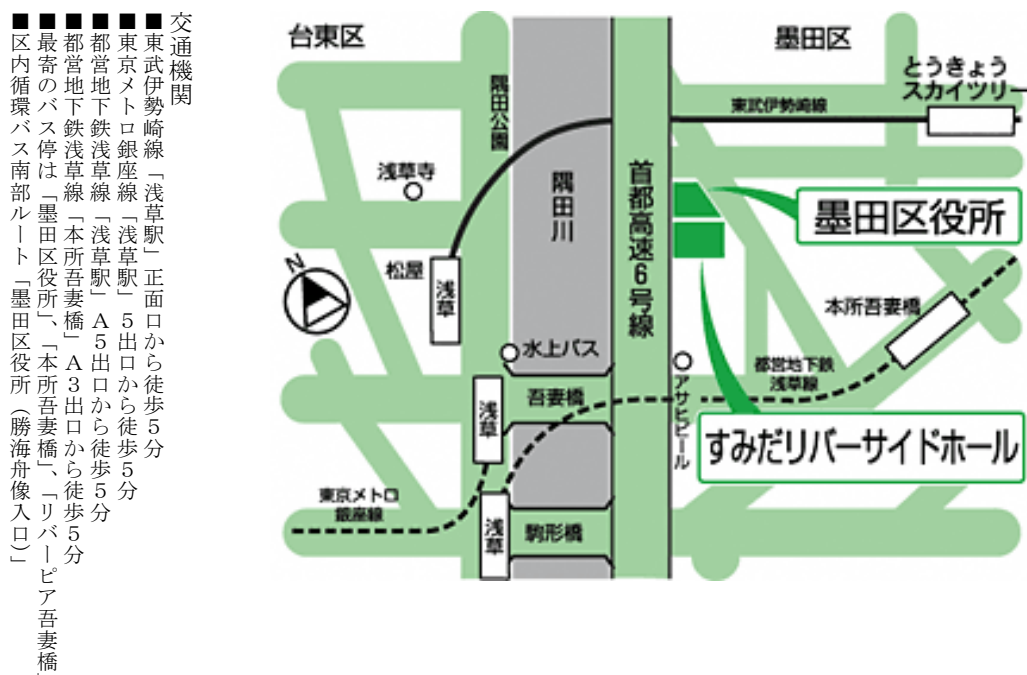 交通機関
■東武伊勢崎線「浅草駅」正面口から徒歩5分
■東京メトロ銀座線「浅草駅」５出口から徒歩５分
■都営地下鉄浅草線「浅草駅」Ａ５出口から徒歩５分
■都営地下鉄浅草線「本所吾妻橋」Ａ３出口から徒歩５分
■最寄のバス停は「墨田区役所」、「本所吾妻橋」、「リバーピア吾妻橋」
■区内循環バス南部ルート「墨田区役所（勝海舟像入口）」
台東区
墨田区
とうきょう
スカイツリー
東武伊勢崎線
隅田公園
浅草寺
隅田川
首都高速6号線
墨田区役所
N
松屋
浅草
本所吾妻橋
水上バス
都営地下鉄
浅草線
吾妻橋
浅草
アサヒビール
すみだリバーサイドホール
東京メトロ
銀座線
浅草
駒形橋